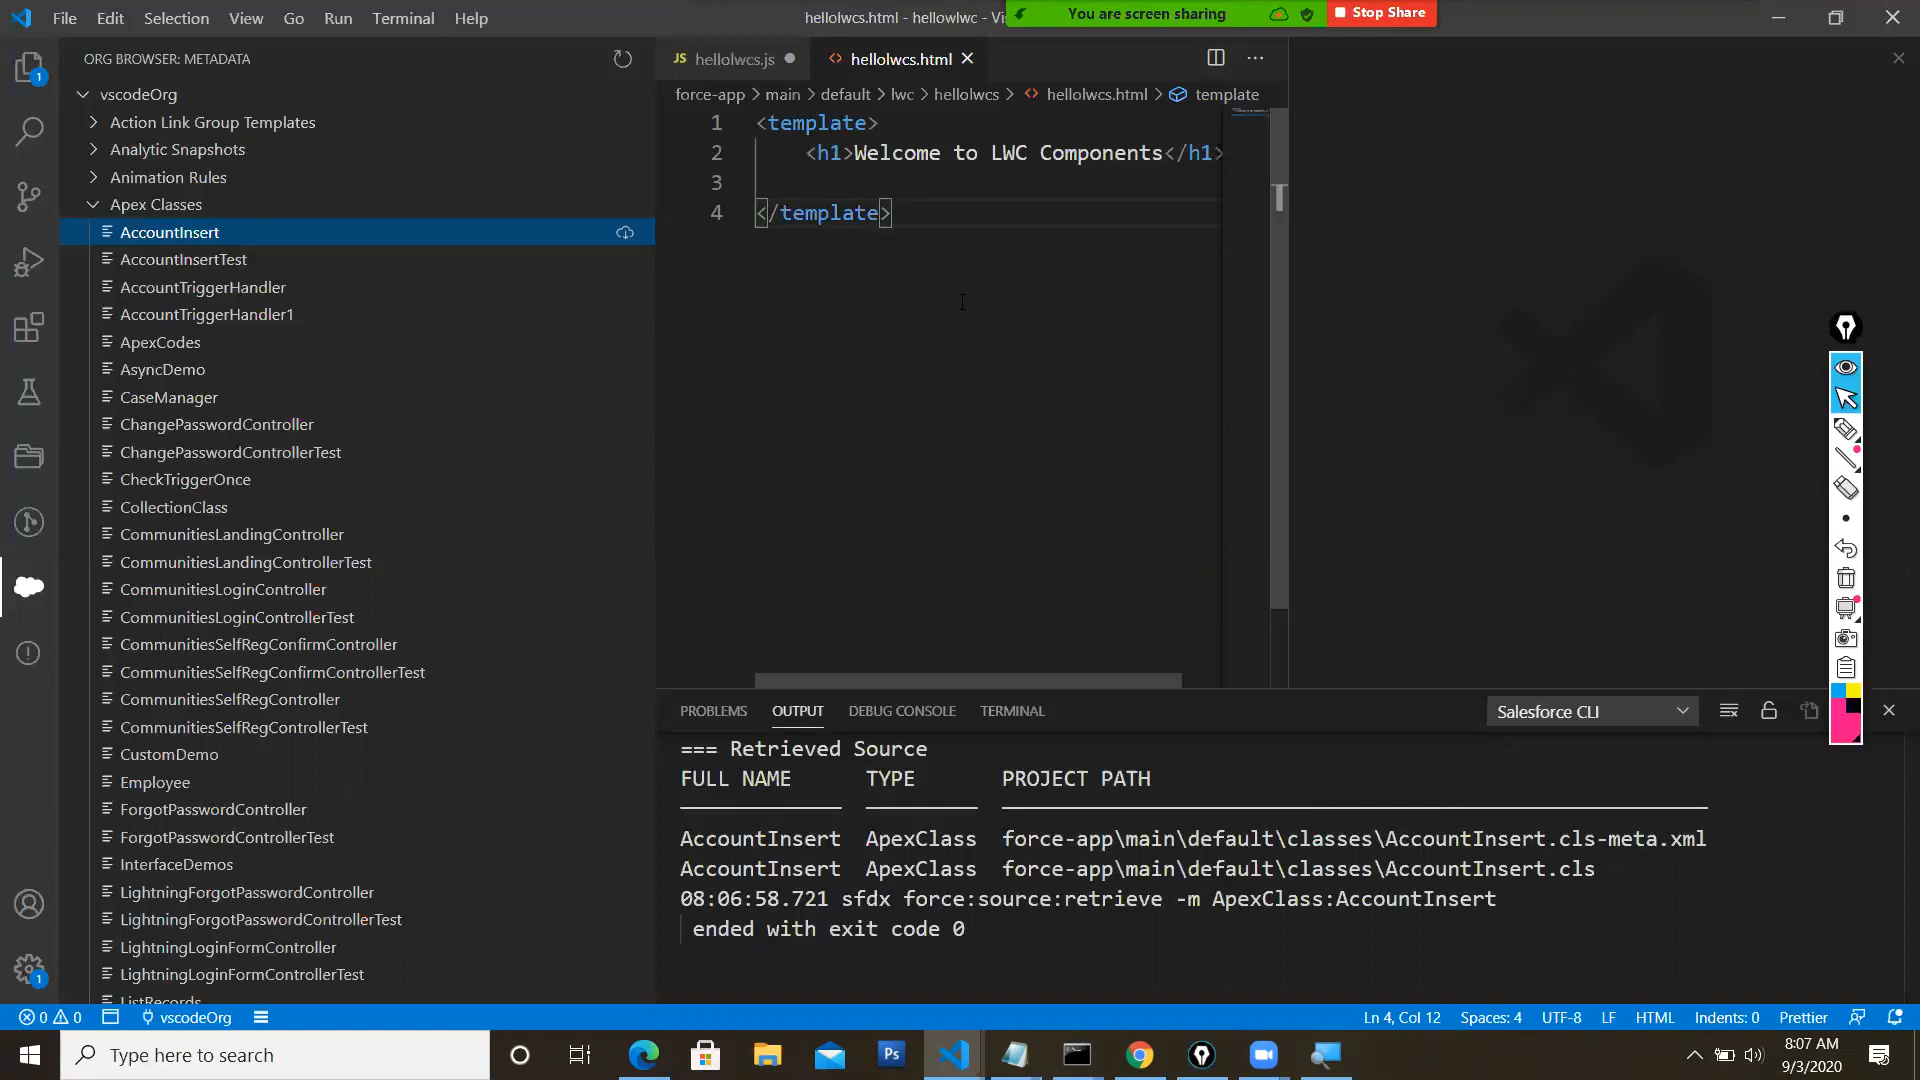 File Edit Selection View Go Run Terminal Help
hellolwcs.html - hellowlwc - Vi
You are screen sharing
Stop Share
ORG BROWSER: METADATA
vscodeOrg
Action Link Group Templates
Analytic Snapshots
Animation Rules
Apex Classes
AccountInsert
AccountInsertTest
AccountTriggerHandler
AccountTriggerHandler1
ApexCodes
AsyncDemo
CaseManager
ChangePasswordController
ChangePasswordControllerTest
CheckTriggerOnce
CollectionClass
CommunitiesLandingController
CommunitiesLandingControllerTest
CommunitiesLoginController
CommunitiesLoginControllerTest
CommunitiesSelfRegConfirmController
CommunitiesSelfRegConfirmControllerTest
CommunitiesSelfRegController
CommunitiesSelfRegControllerTest
CustomDemo
Employee
ForgotPasswordController
ForgotPasswordControllerTest
InterfaceDemos
LightningForgotPasswordController
LightningForgotPasswordControllerTest
LightningLoginFormController
LightningLoginFormControllerTest
ListRecords
1
1
JS hellolwcs.js
<> hellolwcs.html
force-app > main > default > lwc > hellolwcs > <> hellolwcs.html > template
1 <template>
2 <h1>Welcome to LWC Components</h1>
3
4 </template>
PROBLEMS OUTPUT DEBUG CONSOLE TERMINAL
Salesforce CLI
=== Retrieved Source
FULL NAME TYPE PROJECT PATH
AccountInsert ApexClass force-app\main\default\classes\AccountInsert.cls-meta.xml
AccountInsert ApexClass force-app\main\default\classes\AccountInsert.cls
08:06:58.721 sfdx force:source:retrieve -m ApexClass:AccountInsert
ended with exit code 0
0 0 vscodeOrg
Ln 4, Col 12 Spaces: 4 UTF-8 LF HTML Indents: 0 Prettier
Type here to search
Ps
8:07 AM
9/3/2020